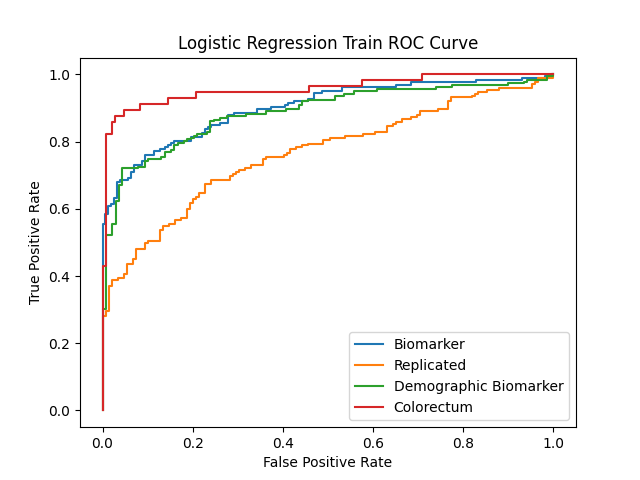 Logistic Regression Train ROC Curve
1.0
0.8
0.6
0.4
0.2
0.0
True Positive Rate
Biomarker
Replicated
Demographic Biomarker
Colorectum
0.0 0.2 0.4 0.6 0.8 1.0
False Positive Rate